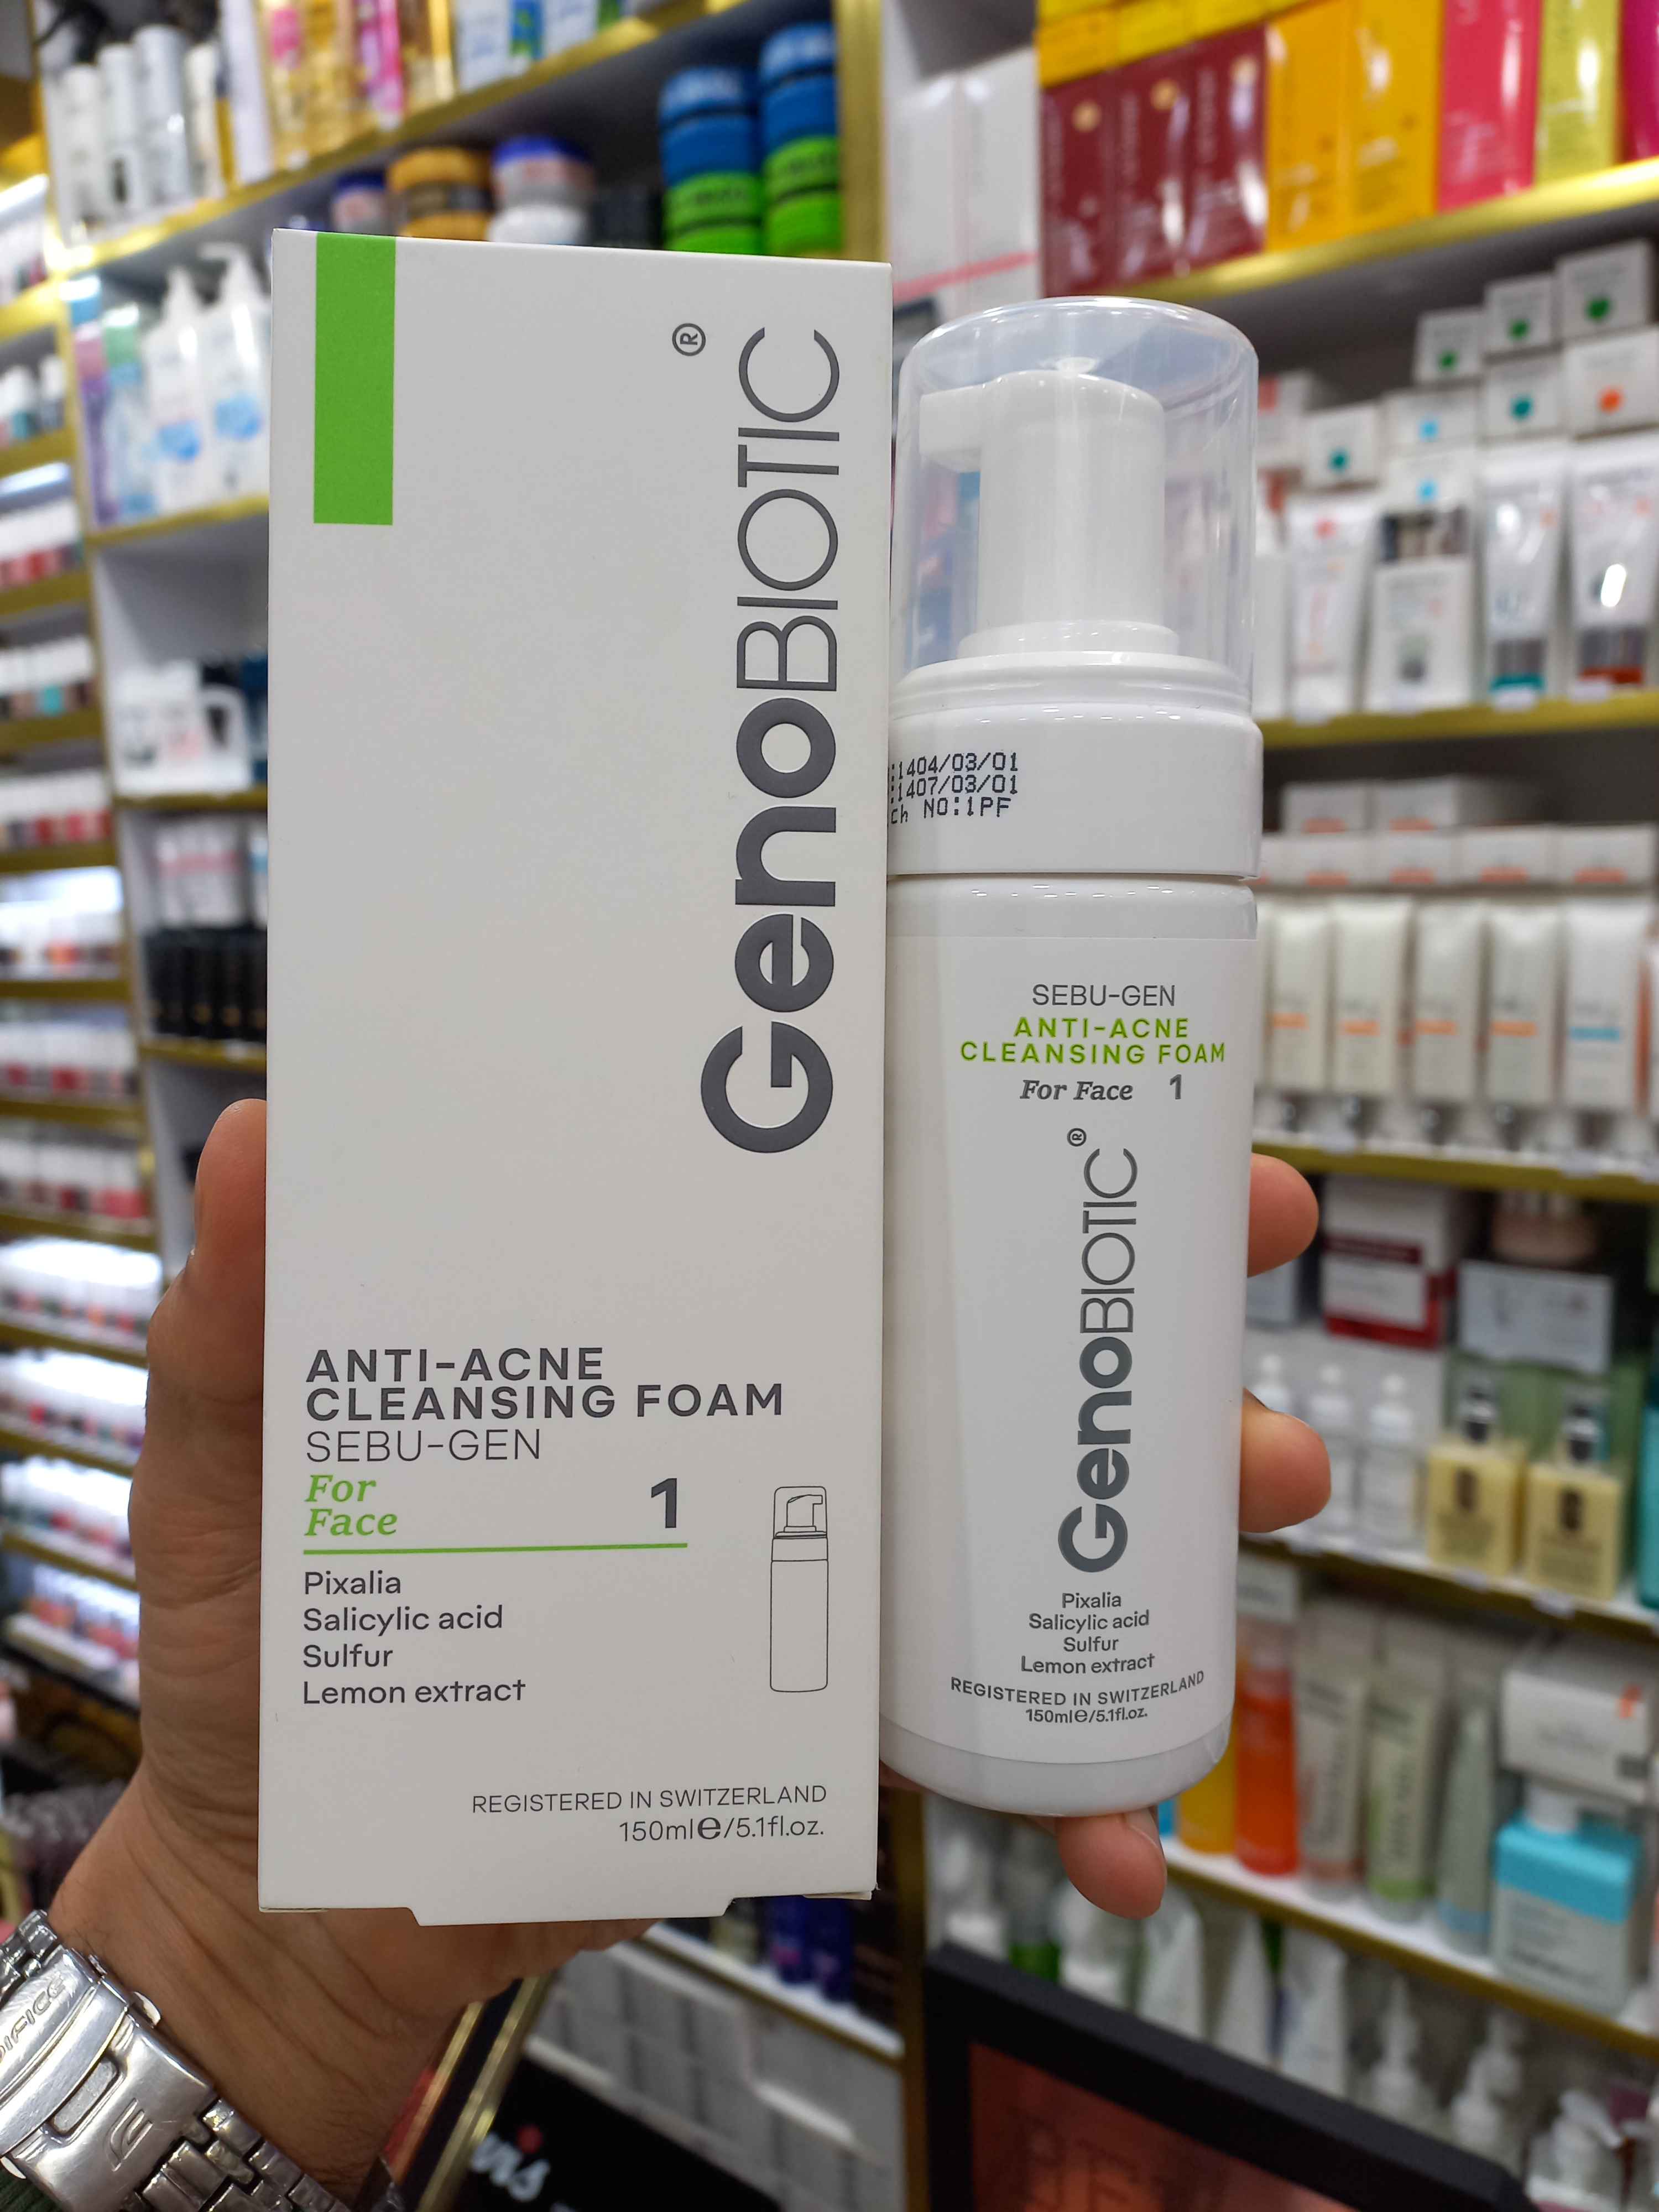 GenoBIOTIC®
ANTI-ACNE
CLEANSING FOAM
SEBU-GEN
For
Face 1
Pixalia
Salicylic acid
Sulfur
Lemon extract
REGISTERED IN SWITZERLAND
150ml℮/5.1fl.oz.
:1404/03/01
:1407/03/01
ch NO:1PF
SEBU-GEN
ANTI-ACNE
CLEANSING FOAM
For Face 1
GenoBIOTIC®
Pixalia
Salicylic acid
Sulfur
Lemon extract
REGISTERED IN SWITZERLAND
150ml℮/5.1fl.oz.